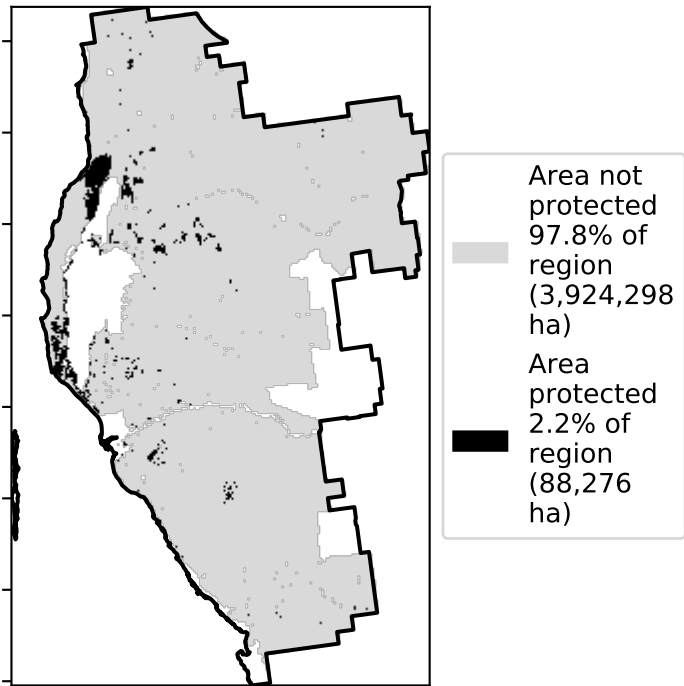 Area not
protected
97.8% of
region
(3,924,298
ha)
Area
protected
2.2% of
region
(88,276
ha)